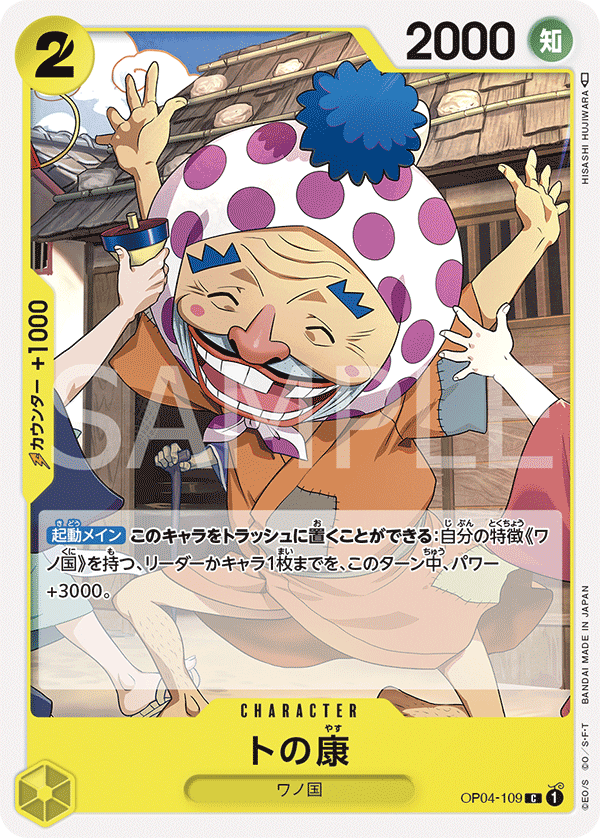 2
2000
知
HISASHI HUJIWARA
カウンター +1000
SAMPLE
起動メイン このキャラをトラッシュに置くことができる:自分の特徴《ワ
ノ国》を持つ、リーダーかキャラ1枚までを、このターン中、パワー
+3000。
CHARACTER
トの康
ワノ国
OP04-109 C 1
©E.O/S ©O/S・F・T BANDAI MADE IN JAPAN